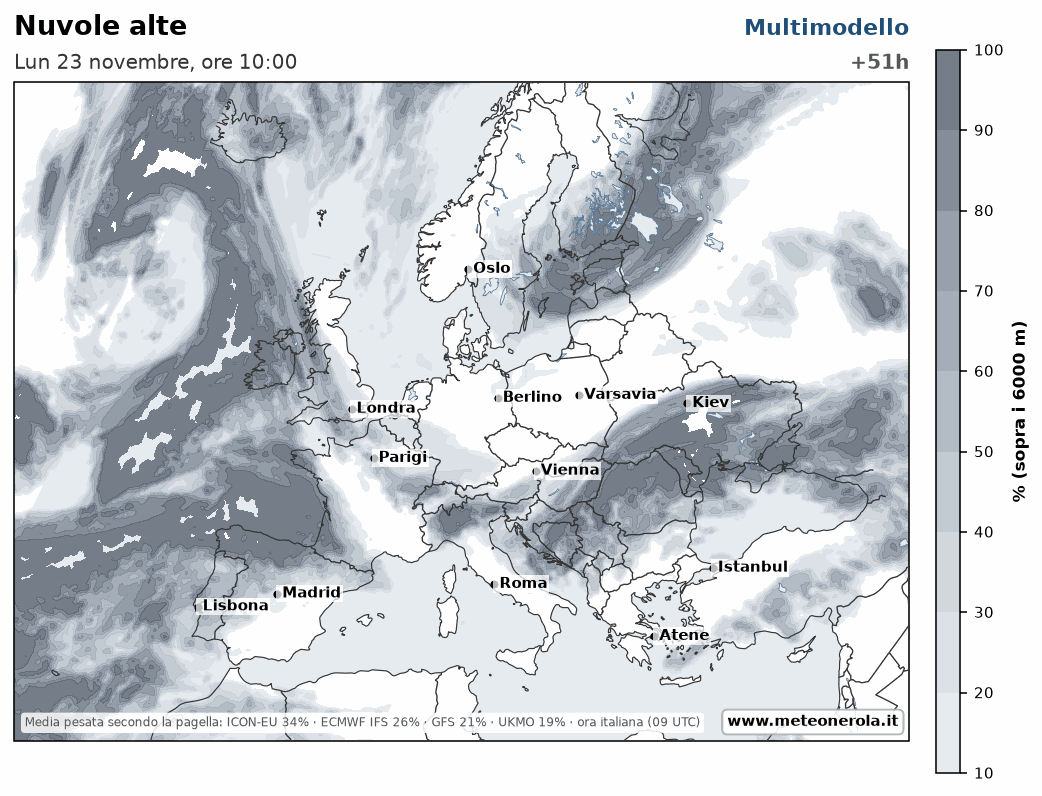 Nuvole alte
Multimodello
Lun 23 novembre, ore 10:00
+51h
100
90
80
70
60
50
40
30
20
10
% (sopra i 6000 m)
Oslo
Londra
Berlino
Varsavia
Kiev
Parigi
Vienna
Istanbul
Roma
Madrid
Lisbona
Atene
Media pesata secondo la pagella: ICON-EU 34% · ECMWF IFS 26% · GFS 21% · UKMO 19% · ora italiana (09 UTC)
www.meteonerola.it